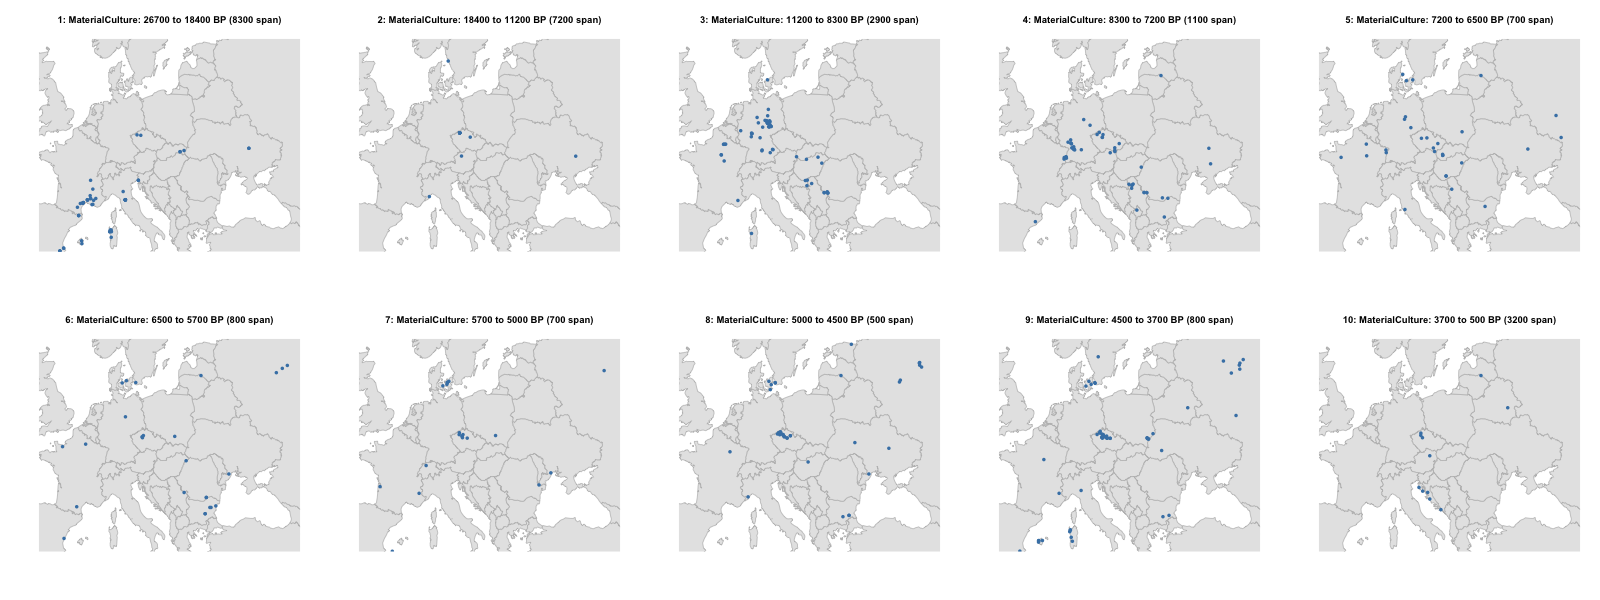 1: MaterialCulture: 26700 to 18400 BP (8300 span)
2: MaterialCulture: 18400 to 11200 BP (7200 span)
3: MaterialCulture: 11200 to 8300 BP (2900 span)
4: MaterialCulture: 8300 to 7200 BP (1100 span)
5: MaterialCulture: 7200 to 6500 BP (700 span)
6: MaterialCulture: 6500 to 5700 BP (800 span)
7: MaterialCulture: 5700 to 5000 BP (700 span)
8: MaterialCulture: 5000 to 4500 BP (500 span)
9: MaterialCulture: 4500 to 3700 BP (800 span)
10: MaterialCulture: 3700 to 500 BP (3200 span)